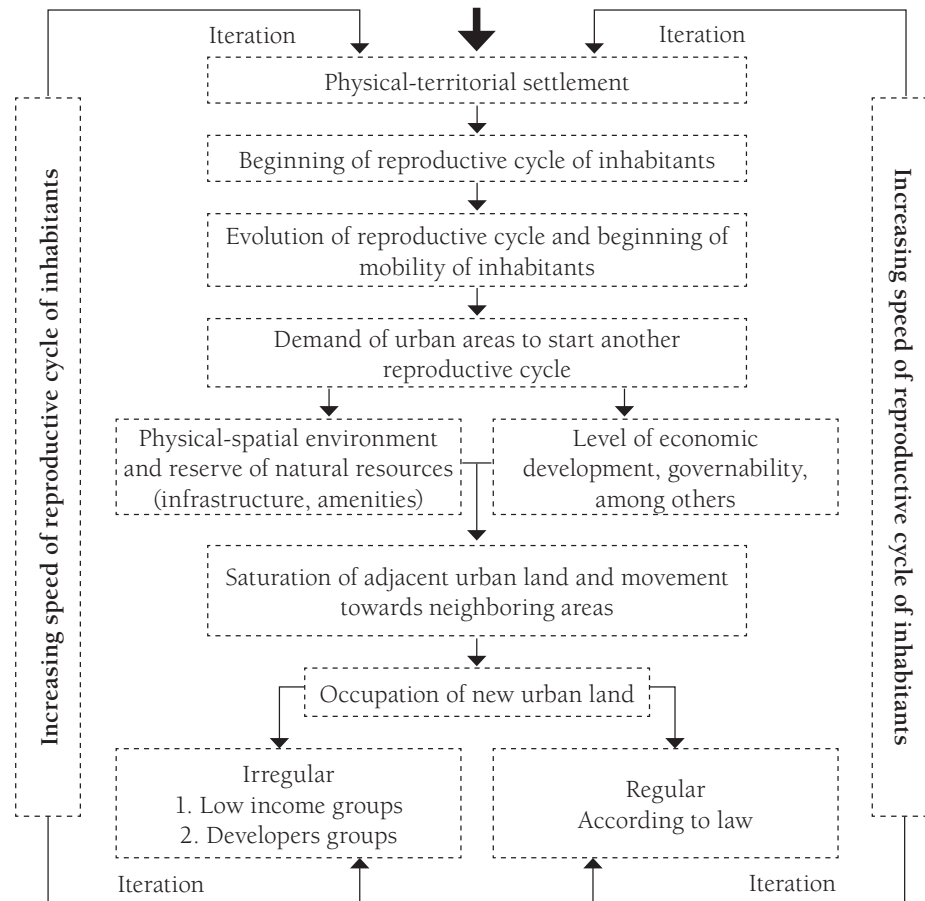 Iteration
Iteration
Physical-territorial settlement
Beginning of reproductive cycle of inhabitants
Evolution of reproductive cycle and beginning of
mobility of inhabitants
Demand of urban areas to start another
reproductive cycle
Physical-spatial environment
and reserve of natural resources
(infrastructure, amenities)
Level of economic
development, governability,
among others
Saturation of adjacent urban land and movement
towards neighboring areas
Occupation of new urban land
Irregular
1. Low income groups
2. Developers groups
Regular
According to law
Iteration
Iteration
Increasing speed of reproductive cycle of inhabitants
Increasing speed of reproductive cycle of inhabitants